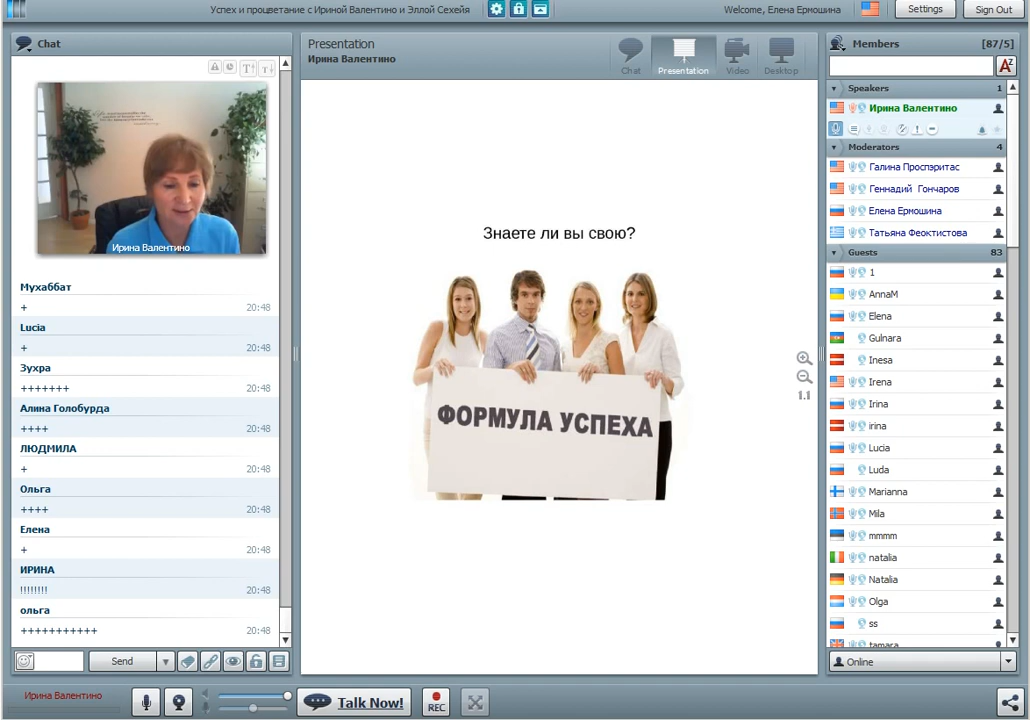 Успех и процветание с Ириной Валентино и Эллой Сехейя
Welcome, Елена Ермошина
Settings
Sign Out
Chat
Ирина Валентино
Мухаббат
+
20:48
Lucia
+
20:48
Зухра
+++++++
20:48
Алина Голобурда
++++
20:48
ЛЮДМИЛА
+
20:48
Ольга
++++
20:48
Елена
+
20:48
ИРИНА
!!!!!!!!
20:48
ольга
+++++++++++
20:48
Send
Presentation
Ирина Валентино
Chat
Presentation
Video
Desktop
Знаете ли вы свою?
ФОРМУЛА УСПЕХА
1:1
Members
[87/5]
Speakers
1
Ирина Валентино
Moderators
4
Галина Проспэритас
Геннадий Гончаров
Елена Ермошина
Татьяна Феоктистова
Guests
83
1
AnnaM
Elena
Gulnara
Inesa
Irena
Irina
irina
Lucia
Luda
Marianna
Mila
mmmm
natalia
Natalia
Olga
ss
tamara
Online
Ирина Валентино
Talk Now!
REC